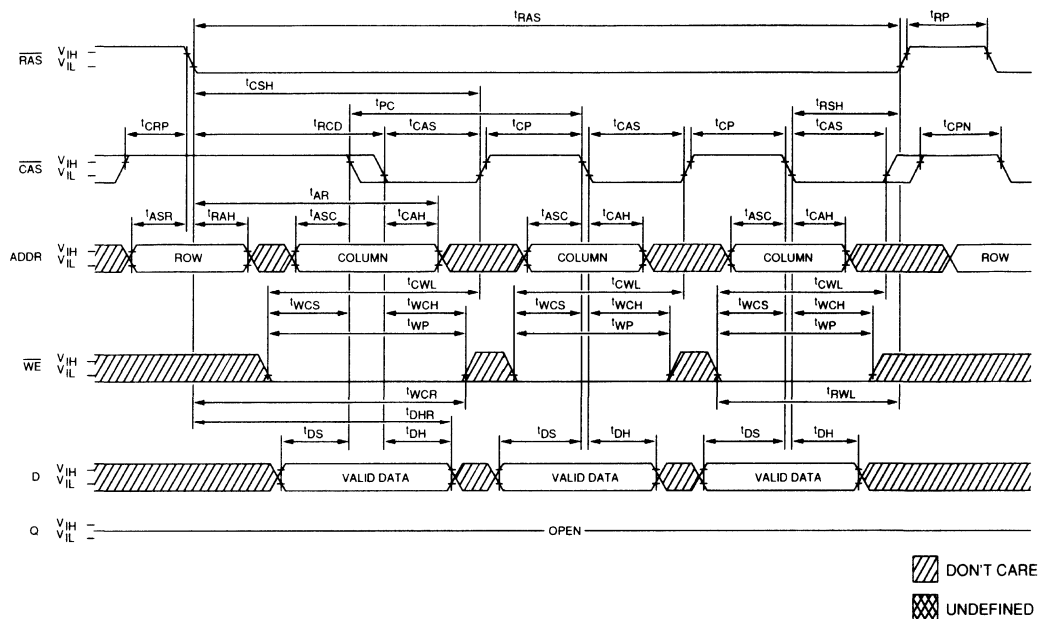 tRAS tRP
RAS VIH VIL
tCSH
tPC tRSH
tCRP tRCD tCAS tCP tCAS tCP tCAS tCPN
CAS VIH VIL
tAR
tASR tRAH tASC tCAH tASC tCAH tASC tCAH
ADDR VIH VIL ROW COLUMN COLUMN COLUMN ROW
tCWL tCWL tCWL
tWCS tWCH tWCS tWCH tWCS tWCH
tWP tWP tWP
WE VIH VIL
tWCR tRWL
tDHR
tDS tDH tDS tDH tDS tDH
D VIH VIL VALID DATA VALID DATA VALID DATA
Q VIH VIL OPEN
DON'T CARE
UNDEFINED